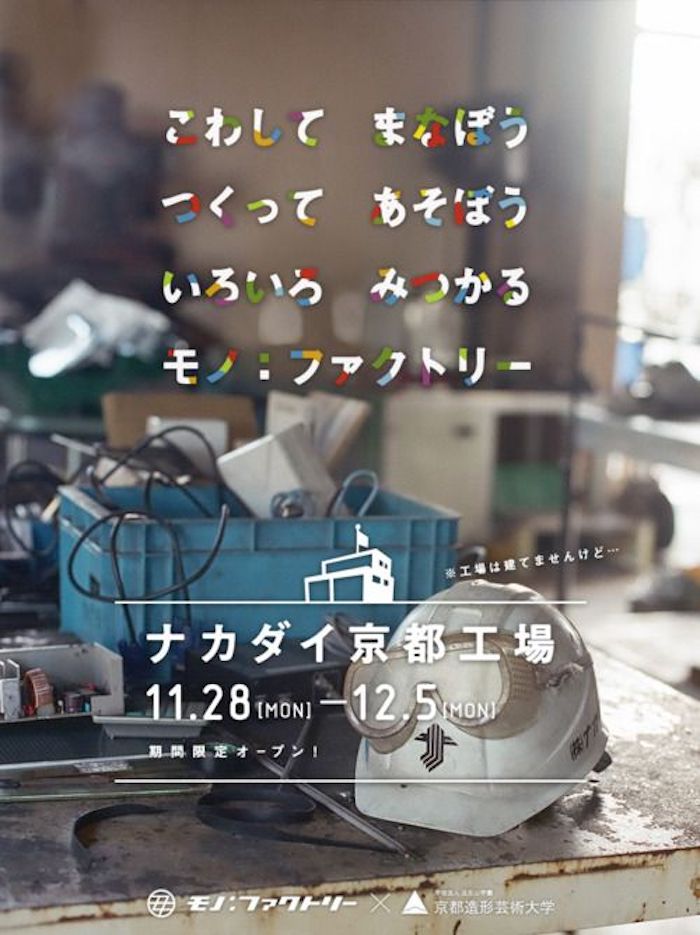 こわして まなぼう
つくって あそぼう
いろいろ みつかる
モノ：ファクトリー
※工場は建てませんけど…
ナカダイ京都工場
11.28[MON]—12.5[MON]
期間限定オープン！
モノ：ファクトリー × 京都造形芸術大学